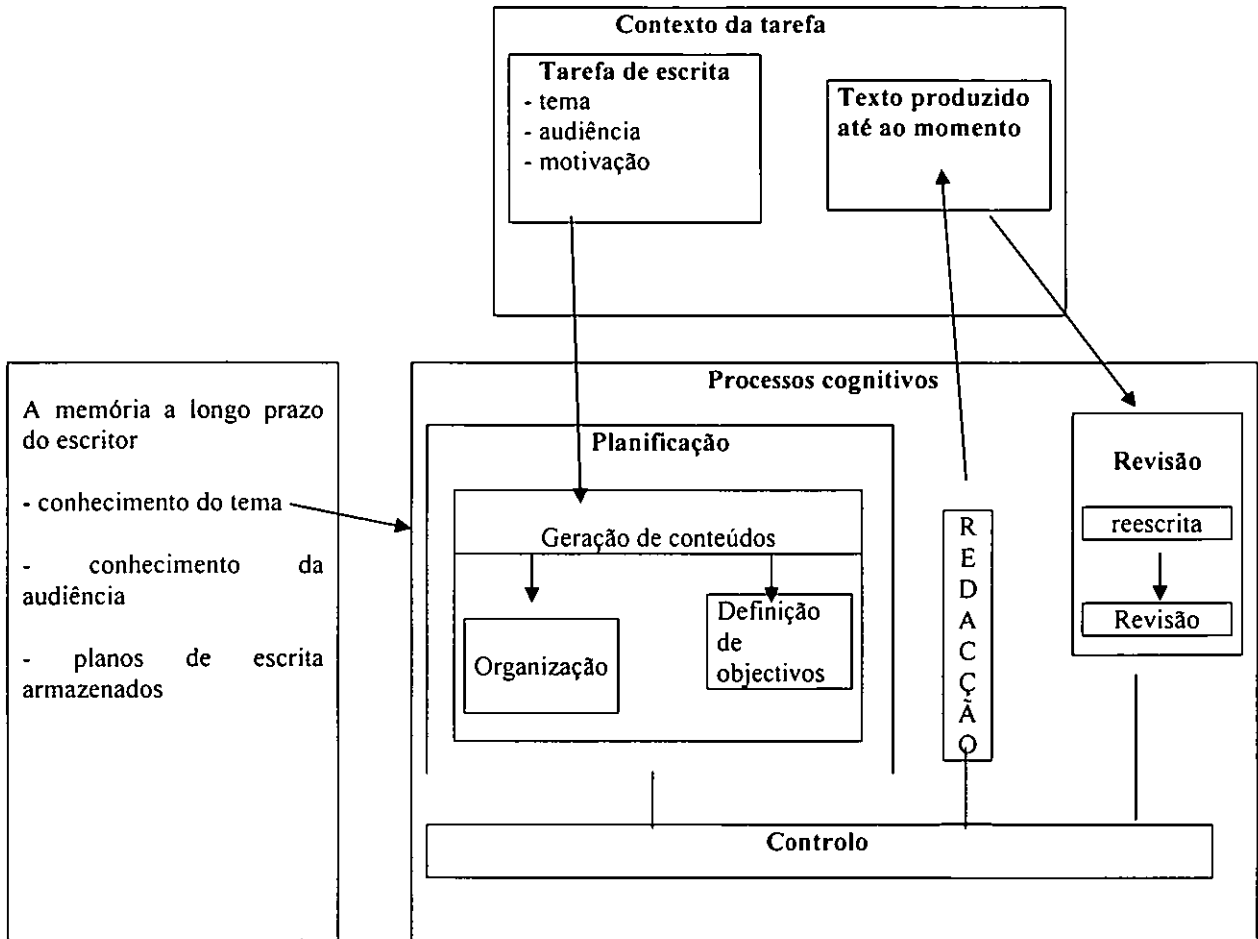 Contexto da tarefa
Tarefa de escrita
- tema
- audiência
- motivação
Texto produzido
até ao momento
A memória a longo prazo
do escritor
- conhecimento do tema
- conhecimento da
audiência
- planos de escrita
armazenados
Processos cognitivos
Planificação
Geração de conteúdos
Organização
Definição
de
objectivos
R
E
D
A
C
Ç
Ã
O
Revisão
reescrita
Revisão
Controlo